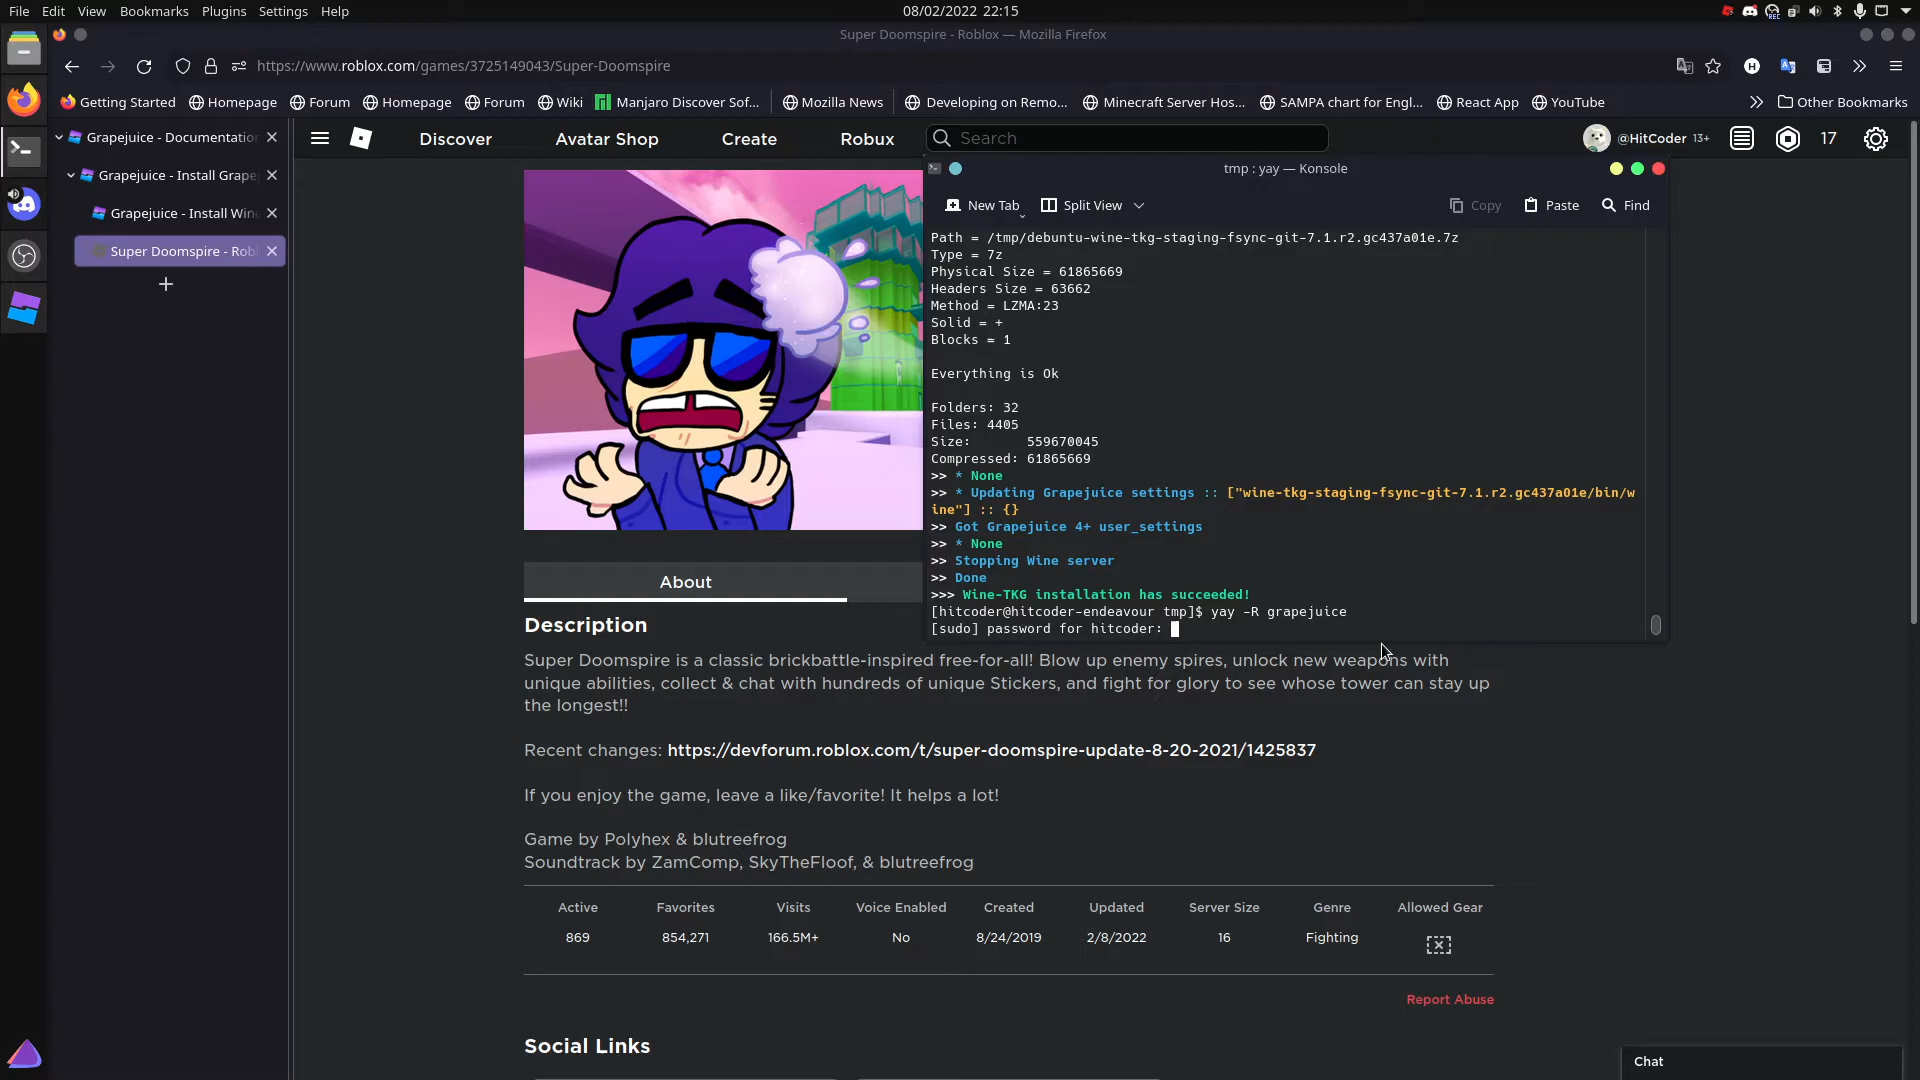 File Edit View Bookmarks Plugins Settings Help
08/02/2022 22:15
REC
Super Doomspire - Roblox — Mozilla Firefox
https://www.roblox.com/games/3725149043/Super-Doomspire
H
Getting Started Homepage Forum Homepage Forum Wiki Manjaro Discover Sof... Mozilla News Developing on Remo... Minecraft Server Hos... SAMPA chart for Engl... React App YouTube Other Bookmarks
Grapejuice - Documentatio
Grapejuice - Install Grape
Grapejuice - Install Win
Super Doomspire - Robl
Discover Avatar Shop Create Robux Search @HitCoder 13+ 17
tmp : yay — Konsole
New Tab Split View Copy Paste Find
Path = /tmp/debuntu-wine-tkg-staging-fsync-git-7.1.r2.gc437a01e.7z
Type = 7z
Physical Size = 61865669
Headers Size = 63662
Method = LZMA:23
Solid = +
Blocks = 1
Everything is Ok
Folders: 32
Files: 4405
Size: 559670045
Compressed: 61865669
>> * None
>> * Updating Grapejuice settings :: ["wine-tkg-staging-fsync-git-7.1.r2.gc437a01e/bin/w
ine"] :: {}
>> Got Grapejuice 4+ user_settings
>> * None
>> Stopping Wine server
>> Done
>>> Wine-TKG installation has succeeded!
[hitcoder@hitcoder-endeavour tmp]$ yay -R grapejuice
[sudo] password for hitcoder:
About
Description
Super Doomspire is a classic brickbattle-inspired free-for-all! Blow up enemy spires, unlock new weapons with
unique abilities, collect & chat with hundreds of unique Stickers, and fight for glory to see whose tower can stay up
the longest!!
Recent changes: https://devforum.roblox.com/t/super-doomspire-update-8-20-2021/1425837
If you enjoy the game, leave a like/favorite! It helps a lot!
Game by Polyhex & blutreefrog
Soundtrack by ZamComp, SkyTheFloof, & blutreefrog
Active Favorites Visits Voice Enabled Created Updated Server Size Genre Allowed Gear
869 854,271 166.5M+ No 8/24/2019 2/8/2022 16 Fighting
Report Abuse
Social Links
Chat